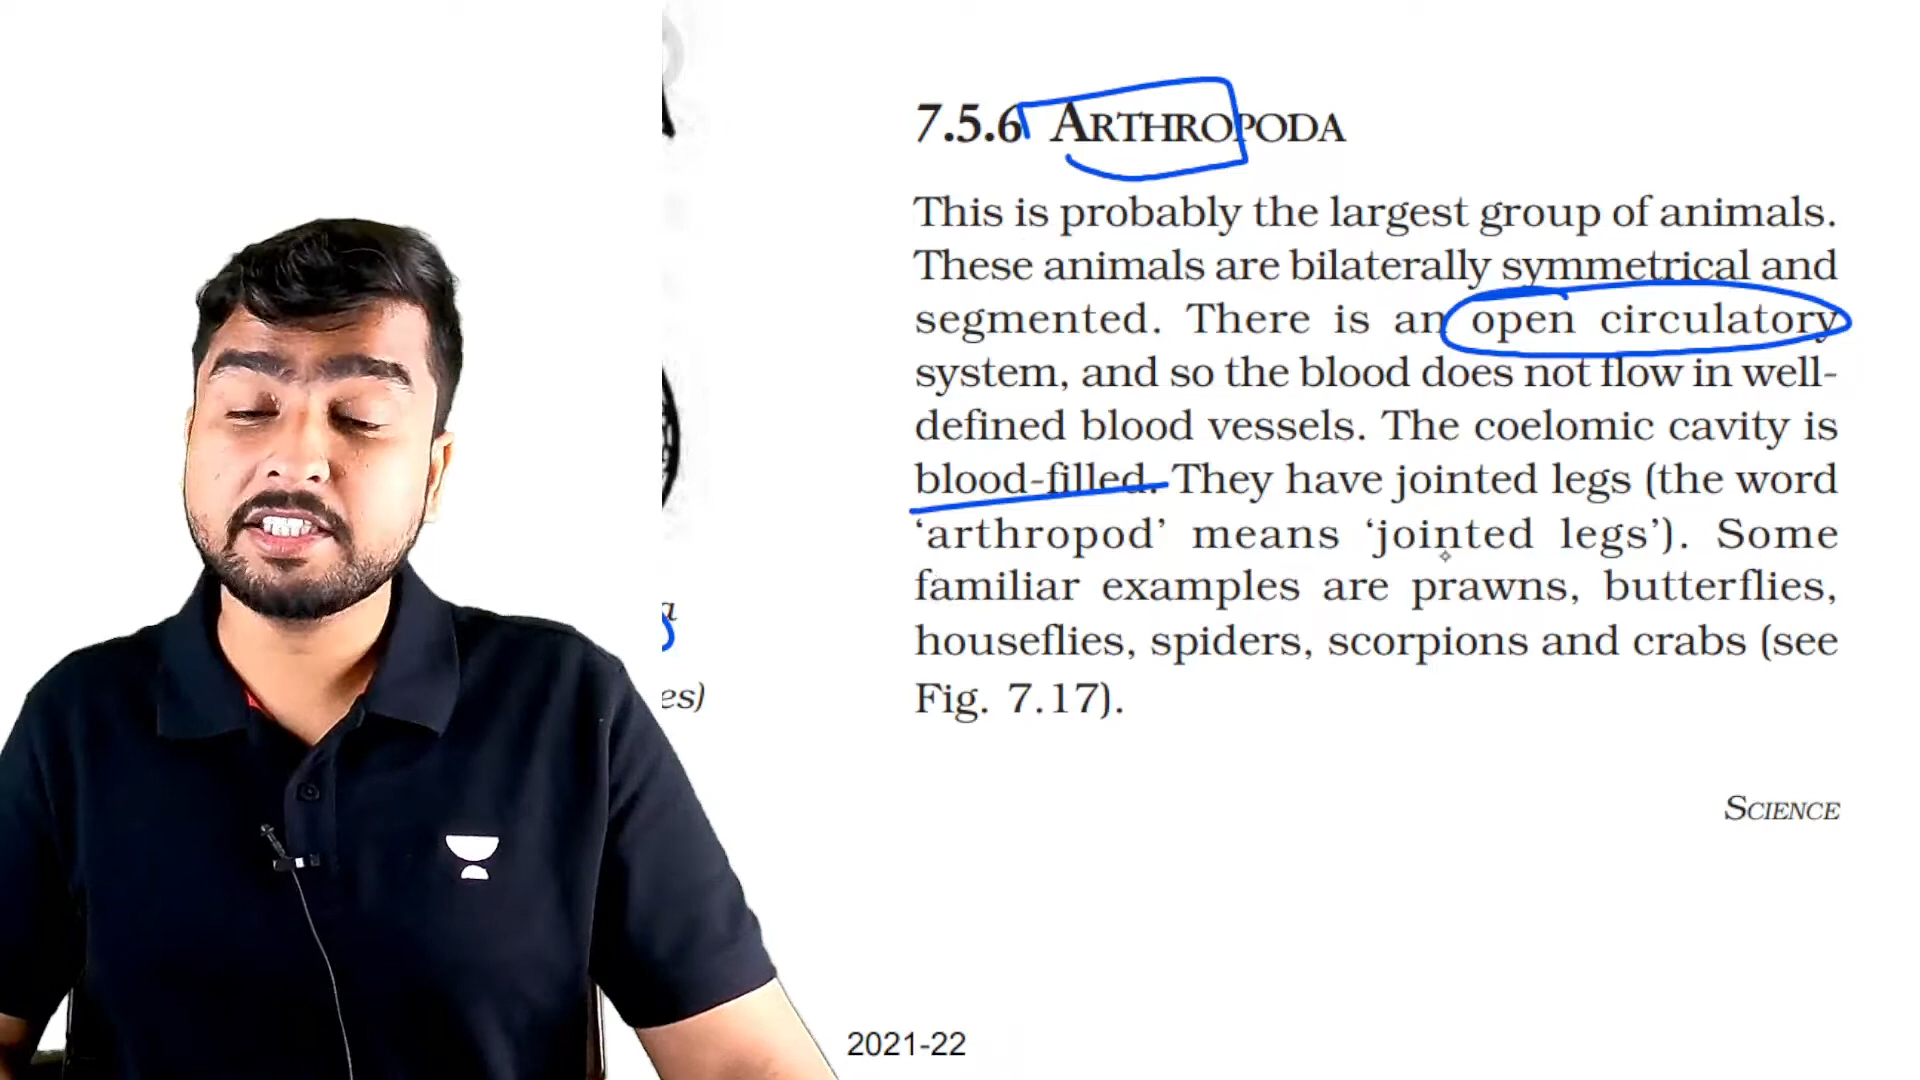 7.5.6 ARTHROPODA
This is probably the largest group of animals.
These animals are bilaterally symmetrical and
segmented. There is an open circulatory
system, and so the blood does not flow in well-
defined blood vessels. The coelomic cavity is
blood-filled. They have jointed legs (the word
‘arthropod’ means ‘jointed legs’). Some
familiar examples are prawns, butterflies,
houseflies, spiders, scorpions and crabs (see
Fig. 7.17).
a
es)
SCIENCE
2021-22